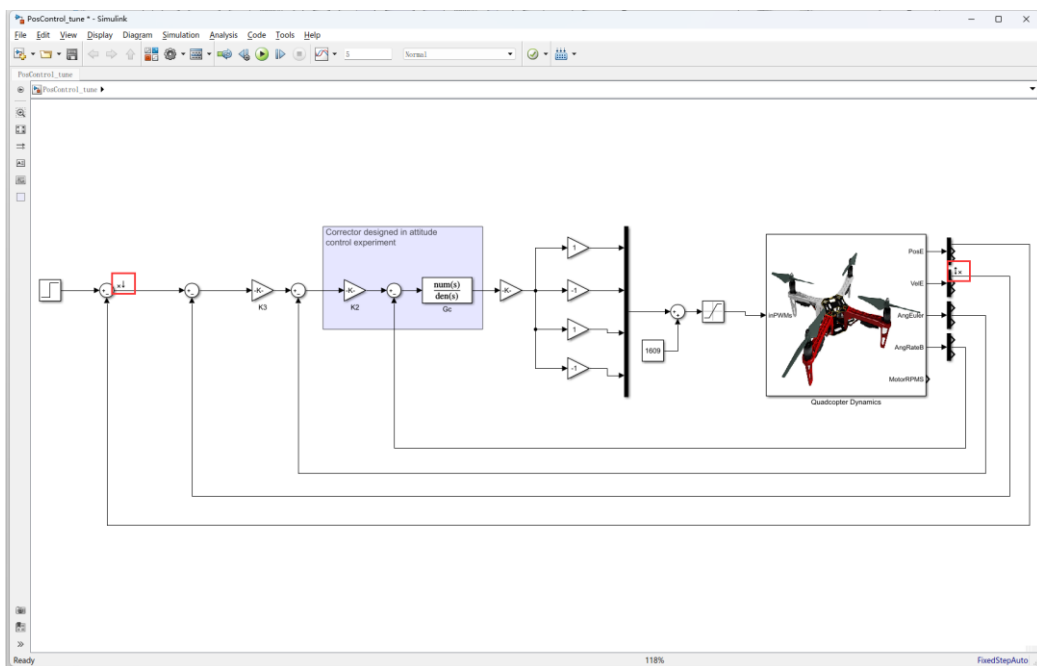 PosControl_tune * - Simulink
File Edit View Display Diagram Simulation Analysis Code Tools Help
5 Normal
PosControl_tune
PosControl_tune
Corrector designed in attitude
control experiment
-K-
K3
-K-
K2
num(s)
den(s)
Gc
-K-
1
-1
1
-1
1609
inPWMs
PosE
VelE
AngEuler
AngRateB
MotorRPMS
Quadcopter Dynamics
Ready 118% FixedStepAuto